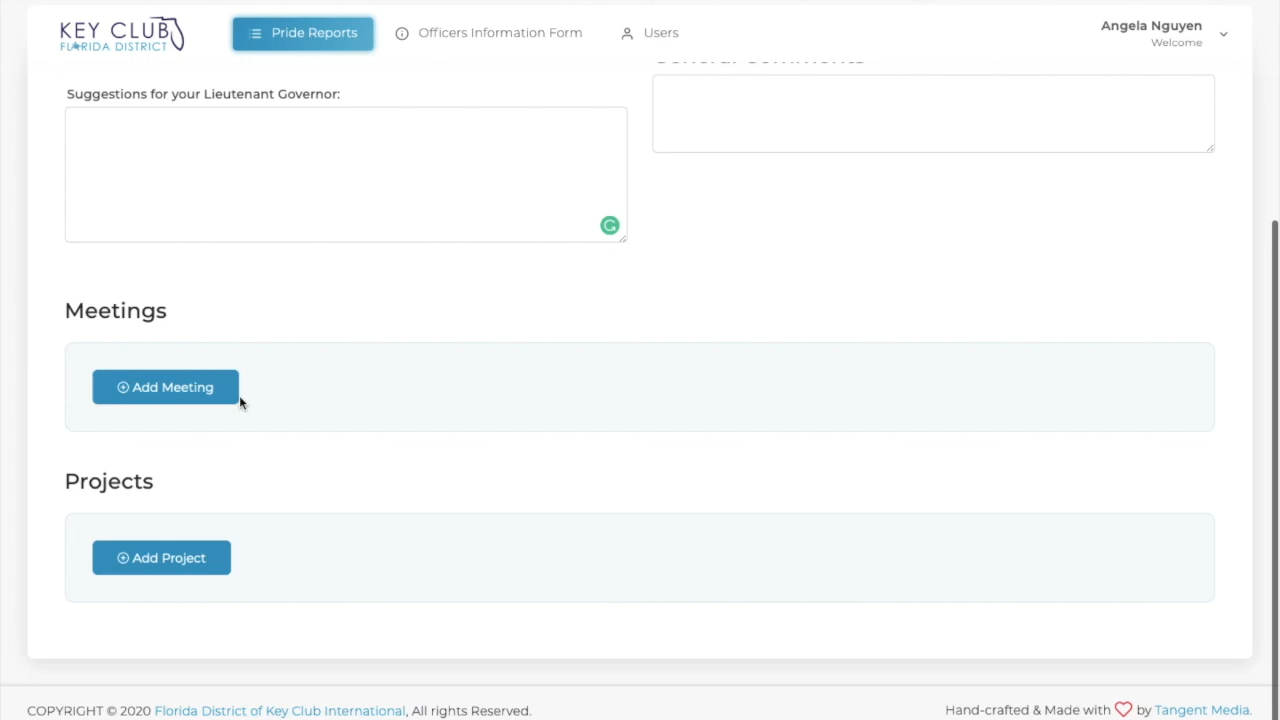 KEY CLUB
FLORIDA DISTRICT
Pride Reports
Officers Information Form
Users
Angela Nguyen
Welcome
General Comments
Suggestions for your Lieutenant Governor:
Meetings
Add Meeting
Projects
Add Project
COPYRIGHT © 2020 Florida District of Key Club International, All rights Reserved.
Hand-crafted & Made with ♡ by Tangent Media.